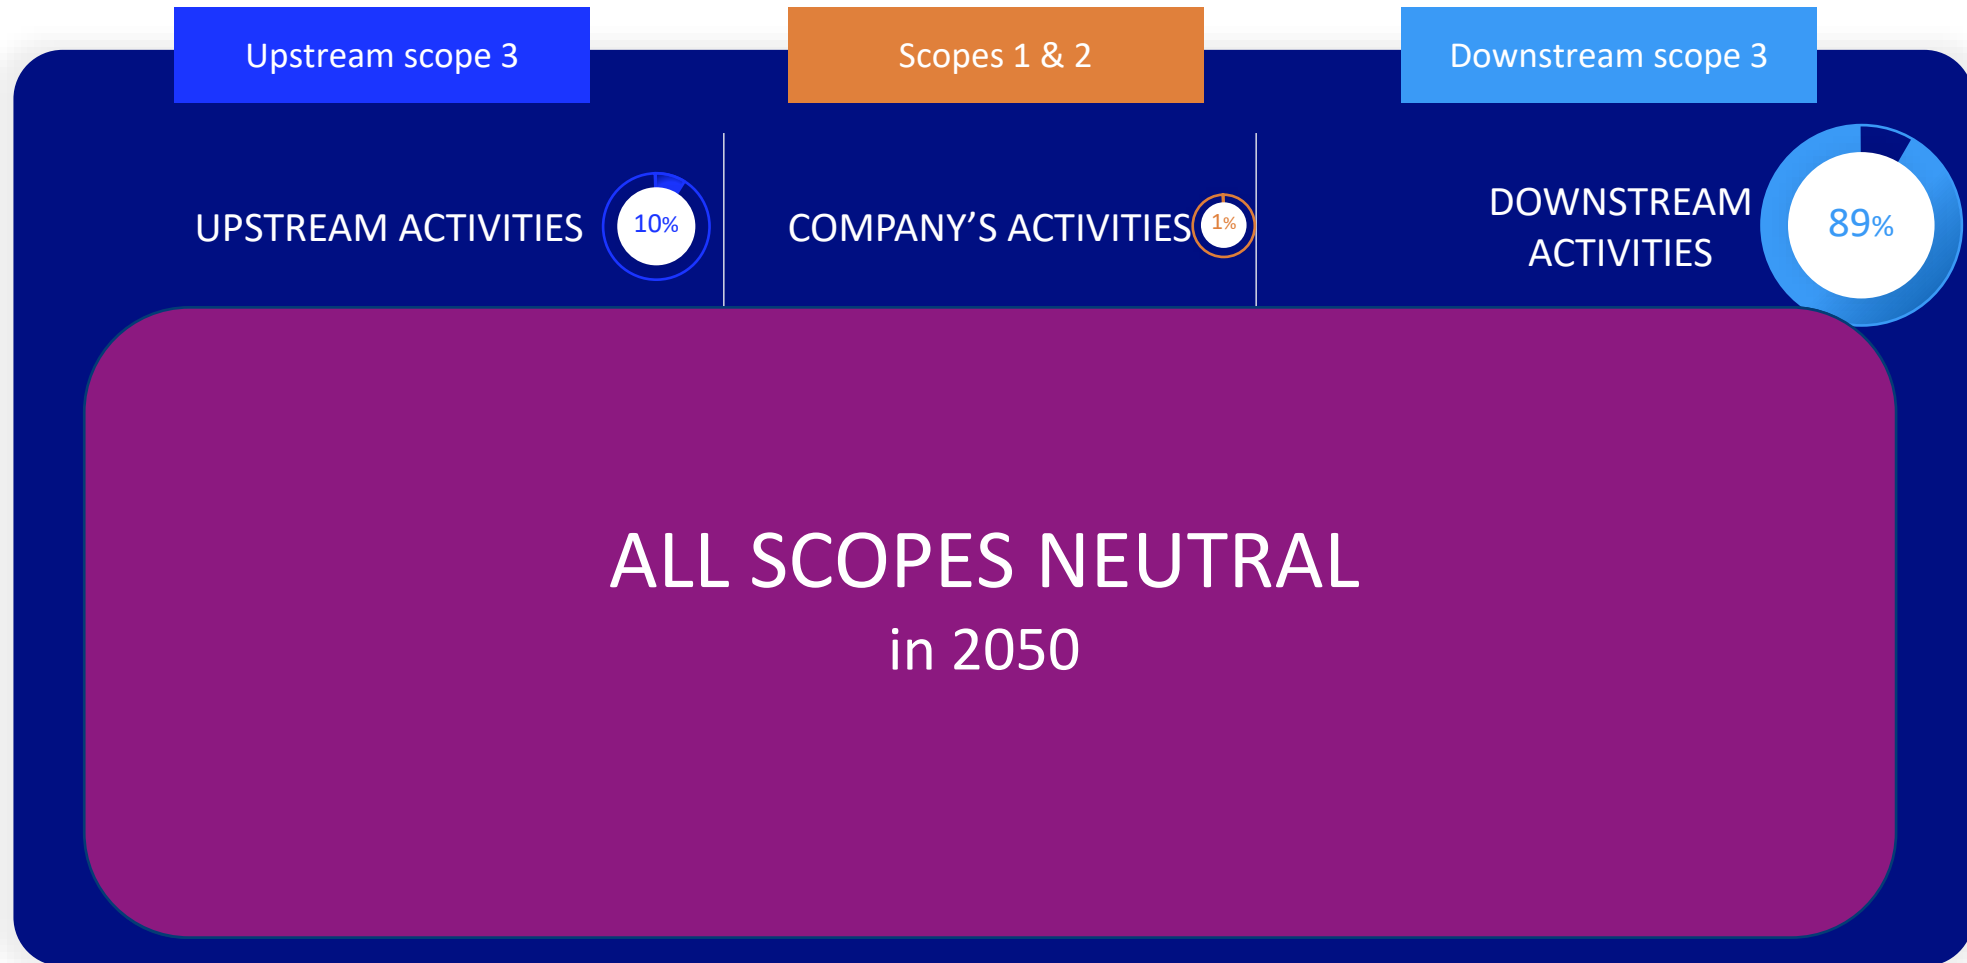 Upstream scope 3
Scopes 1 & 2
Downstream scope 3
UPSTREAM ACTIVITIES
10%
COMPANY’S ACTIVITIES
1%
DOWNSTREAM
ACTIVITIES
89%
ALL SCOPES NEUTRAL
in 2050